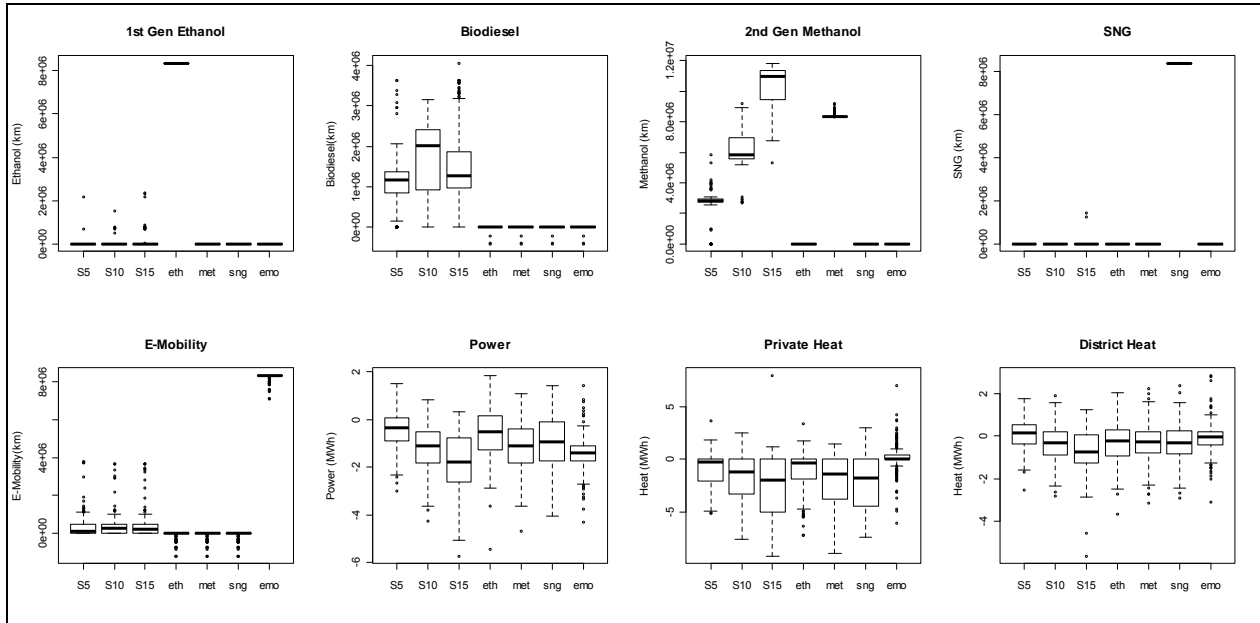 1st Gen Ethanol
Ethanol (km)
8e+06
6e+06
4e+06
2e+06
0e+00
S5 S10 S15 eth met sng emo
Biodiesel
Biodiesel(km)
4e+06
3e+06
2e+06
1e+06
0e+00
S5 S10 S15 eth met sng emo
2nd Gen Methanol
Methanol (km)
1.2e+07
8.0e+06
4.0e+06
0.0e+00
S5 S10 S15 eth met sng emo
SNG
SNG (km)
8e+06
6e+06
4e+06
2e+06
0e+00
S5 S10 S15 eth met sng emo
E-Mobility
E-Mobility(km)
8e+06
4e+06
0e+00
S5 S10 S15 eth met sng emo
Power
Power (MWh)
2
0
-2
-4
-6
S5 S10 S15 eth met sng emo
Private Heat
Heat (MWh)
5
0
-5
S5 S10 S15 eth met sng emo
District Heat
Heat (MWh)
2
0
-2
-4
S5 S10 S15 eth met sng emo